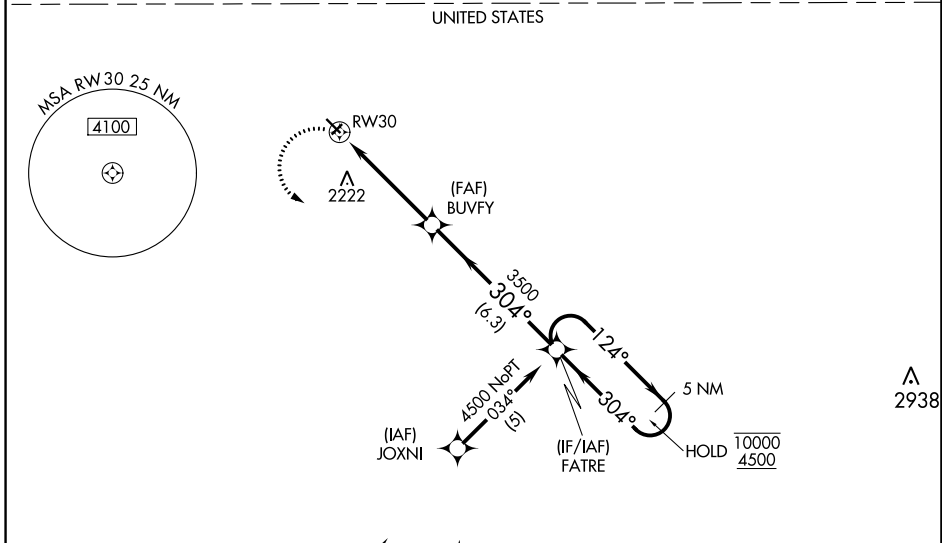 UNITED STATES
MSA RW30 25 NM
4100
RW30
2222
(FAF)
BUVFY
3500
304°
(6.3)
124°
5 NM
304°
4500 NoPT
034°
(5)
(IAF)
JOXNI
(IF/IAF)
FATRE
HOLD
10000
4500
2938